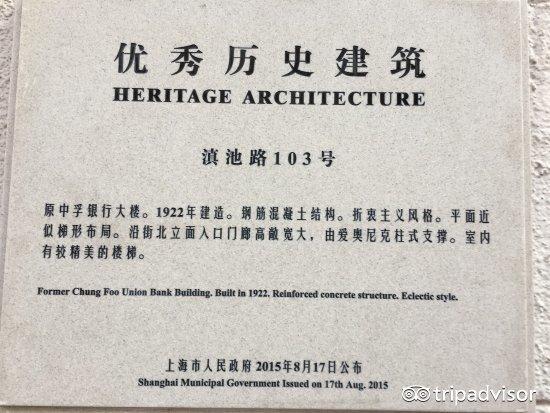 优秀历史建筑
HERITAGE ARCHITECTURE
滇池路103号
原中孚银行大楼。1922年建造。钢筋混凝土结构。折衷主义风格。平面近
似梯形布局。沿街北立面入口门廊高敞宽大，由爱奥尼克柱式支撑。室内
有较精美的楼梯。
Former Chung Foo Union Bank Building. Built in 1922. Reinforced concrete structure. Eclectic style.
上海市人民政府 2015年8月17日公布
Shanghai Municipal Government Issued on 17th Aug. 2015
tripadvisor